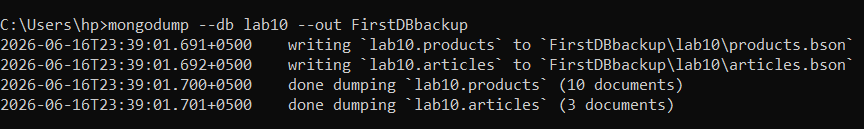 C:\Users\hp>mongodump --db lab10 --out FirstDBbackup
2026-06-16T23:39:01.691+0500    writing `lab10.products` to `FirstDBbackup\lab10\products.bson`
2026-06-16T23:39:01.692+0500    writing `lab10.articles` to `FirstDBbackup\lab10\articles.bson`
2026-06-16T23:39:01.700+0500    done dumping `lab10.products` (10 documents)
2026-06-16T23:39:01.701+0500    done dumping `lab10.articles` (3 documents)